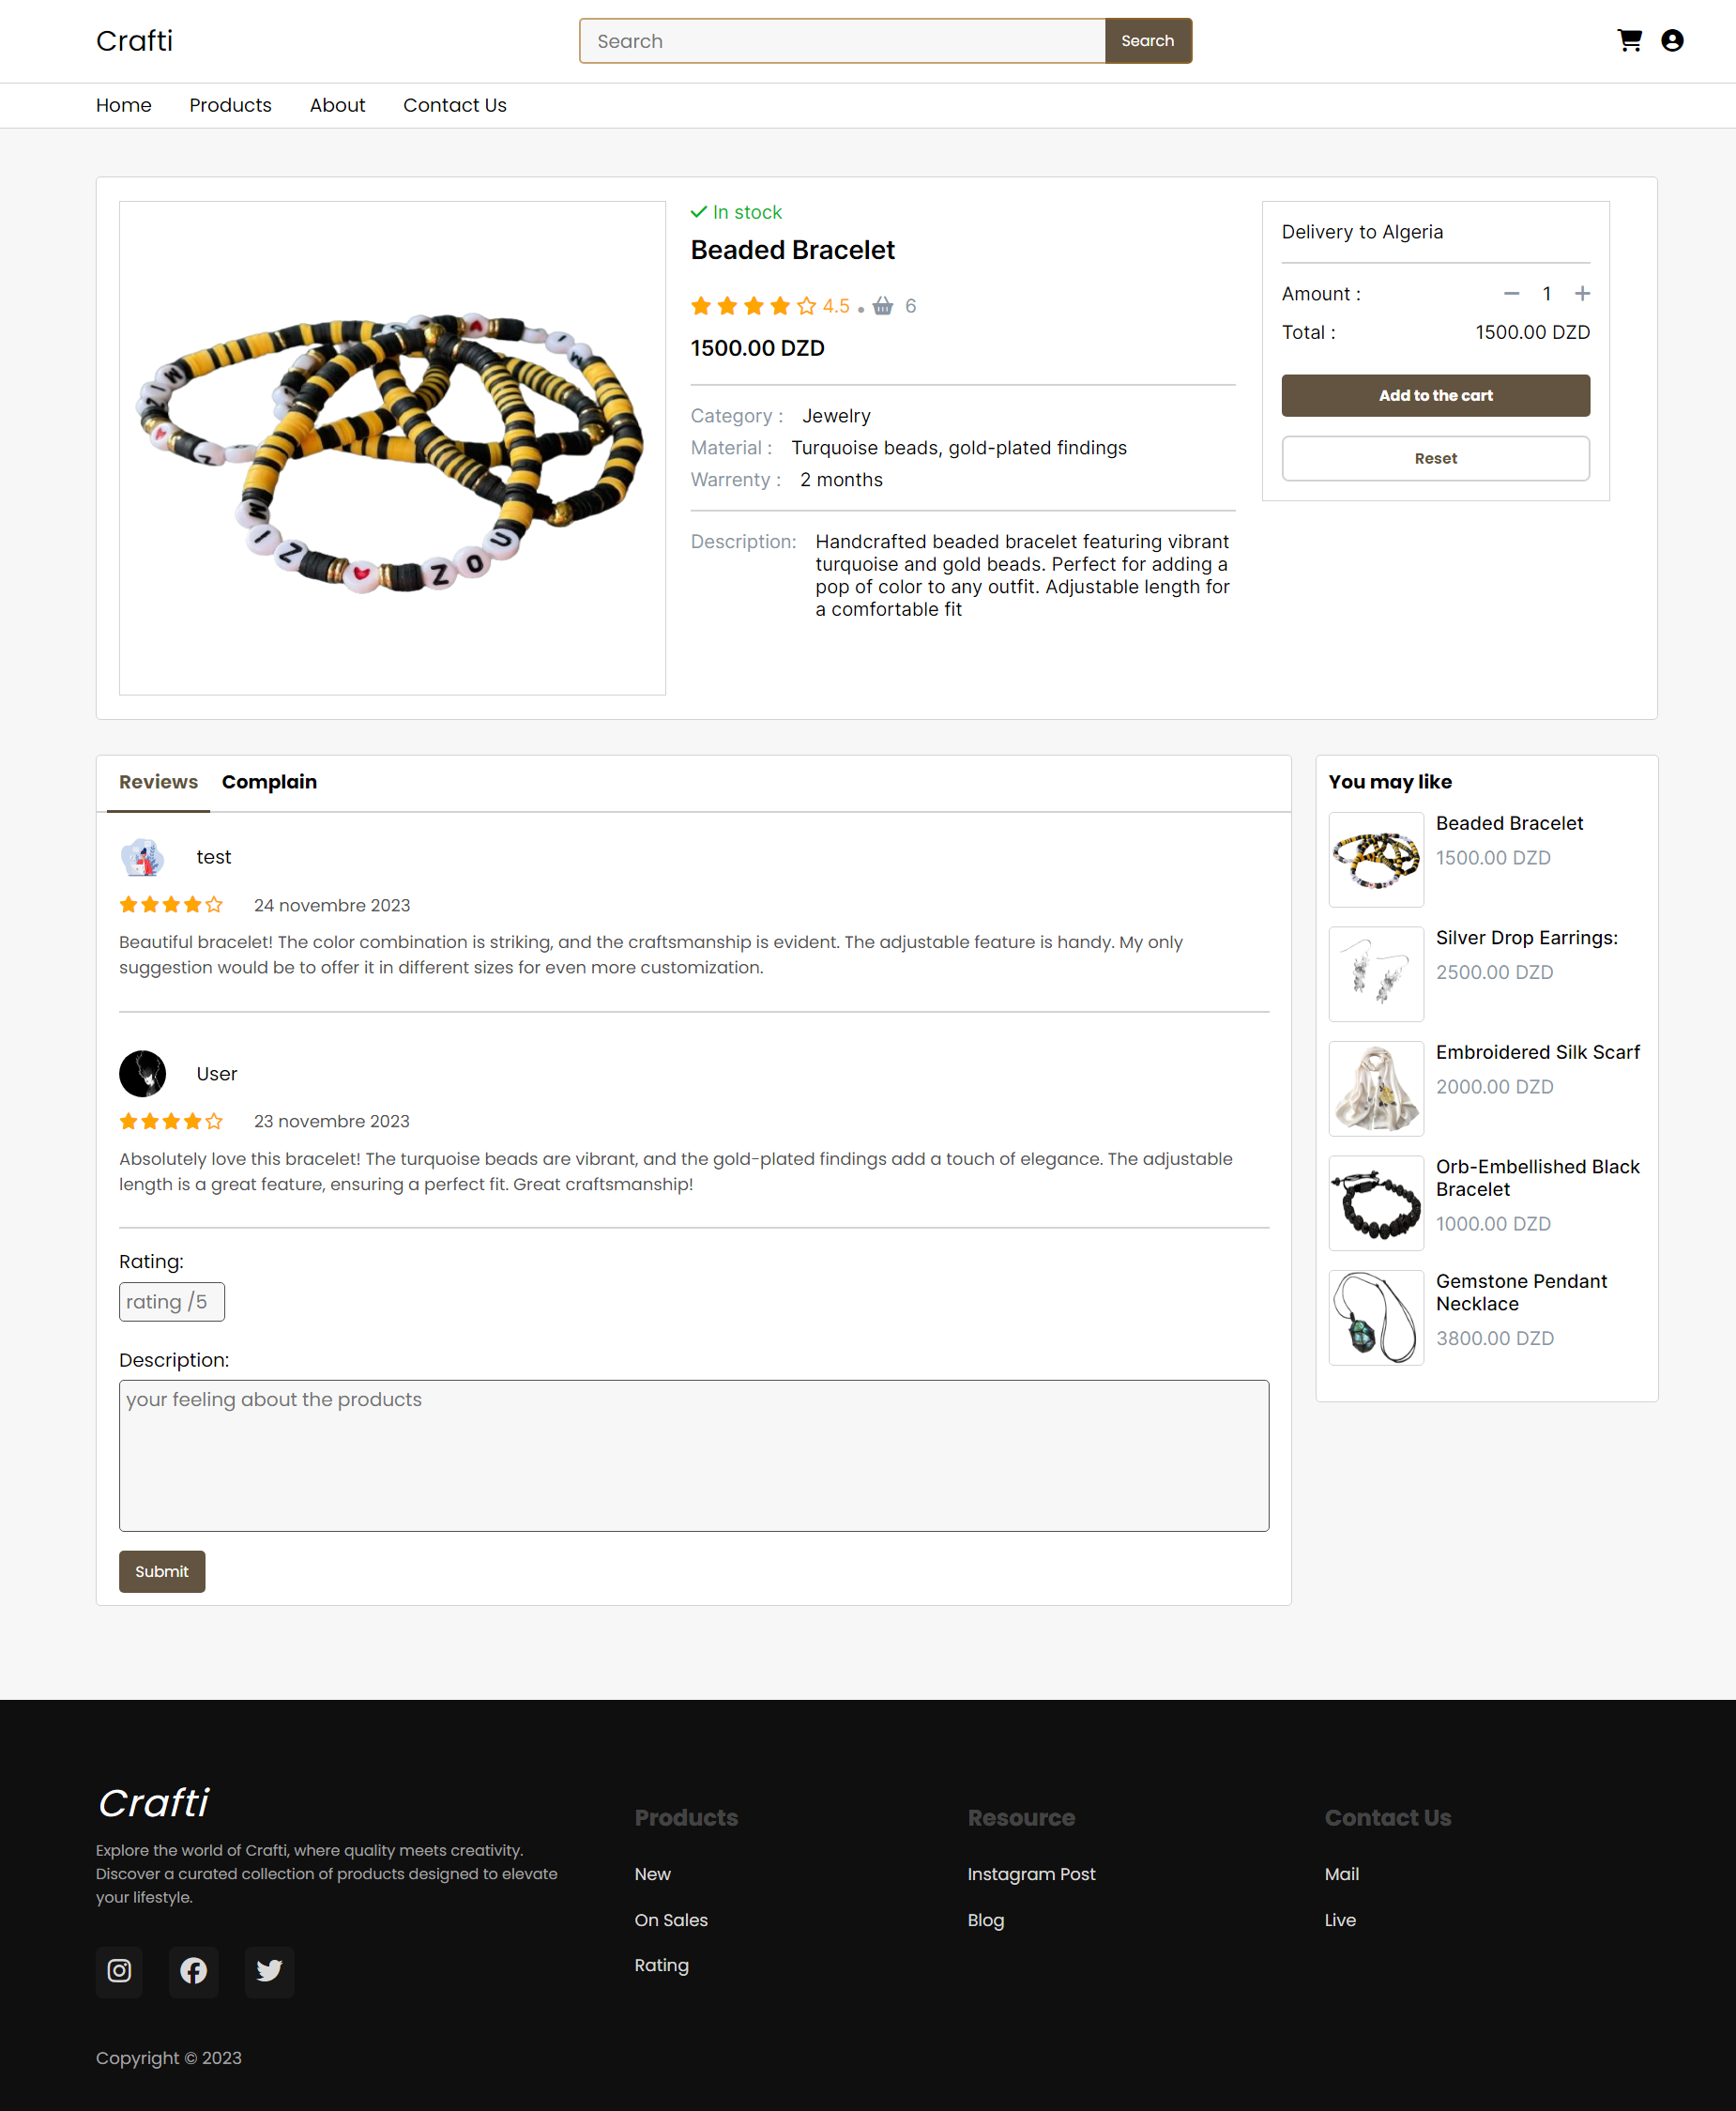 Crafti
Search
Search
Home Products About Contact Us
In stock
Beaded Bracelet
4.5 6
1500.00 DZD
Category : Jewelry
Material : Turquoise beads, gold-plated findings
Warrenty : 2 months
Description: Handcrafted beaded bracelet featuring vibrant
turquoise and gold beads. Perfect for adding a
pop of color to any outfit. Adjustable length for
a comfortable fit
Delivery to Algeria
Amount : 1
Total : 1500.00 DZD
Add to the cart
Reset
MINI ZOU
Reviews Complain
test
24 novembre 2023
Beautiful bracelet! The color combination is striking, and the craftsmanship is evident. The adjustable feature is handy. My only
suggestion would be to offer it in different sizes for even more customization.
User
23 novembre 2023
Absolutely love this bracelet! The turquoise beads are vibrant, and the gold-plated findings add a touch of elegance. The adjustable
length is a great feature, ensuring a perfect fit. Great craftsmanship!
Rating:
rating /5
Description:
your feeling about the products
Submit
You may like
Beaded Bracelet
1500.00 DZD
Silver Drop Earrings:
2500.00 DZD
Embroidered Silk Scarf
2000.00 DZD
Orb-Embellished Black
Bracelet
1000.00 DZD
Gemstone Pendant
Necklace
3800.00 DZD
Crafti
Explore the world of Crafti, where quality meets creativity.
Discover a curated collection of products designed to elevate
your lifestyle.
Products
New
On Sales
Rating
Resource
Instagram Post
Blog
Contact Us
Mail
Live
Copyright © 2023